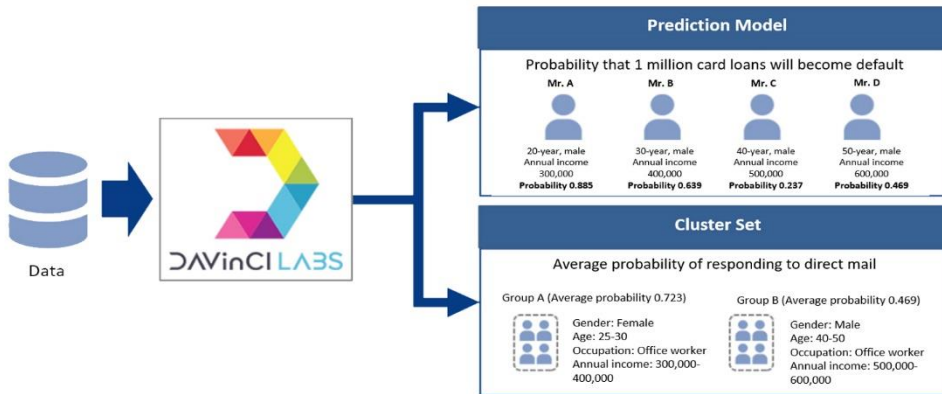 Data
DAVinCI LABS
Prediction Model
Probability that 1 million card loans will become default
Mr. A
20-year, male
Annual income
300,000
Probability 0.885
Mr. B
30-year, male
Annual income
400,000
Probability 0.639
Mr. C
40-year, male
Annual income
500,000
Probability 0.237
Mr. D
50-year, male
Annual income
600,000
Probability 0.469
Cluster Set
Average probability of responding to direct mail
Group A (Average probability 0.723)
Gender: Female
Age: 25-30
Occupation: Office worker
Annual income: 300,000-
400,000
Group B (Average probability 0.469)
Gender: Male
Age: 40-50
Occupation: Office worker
Annual income: 500,000-
600,000